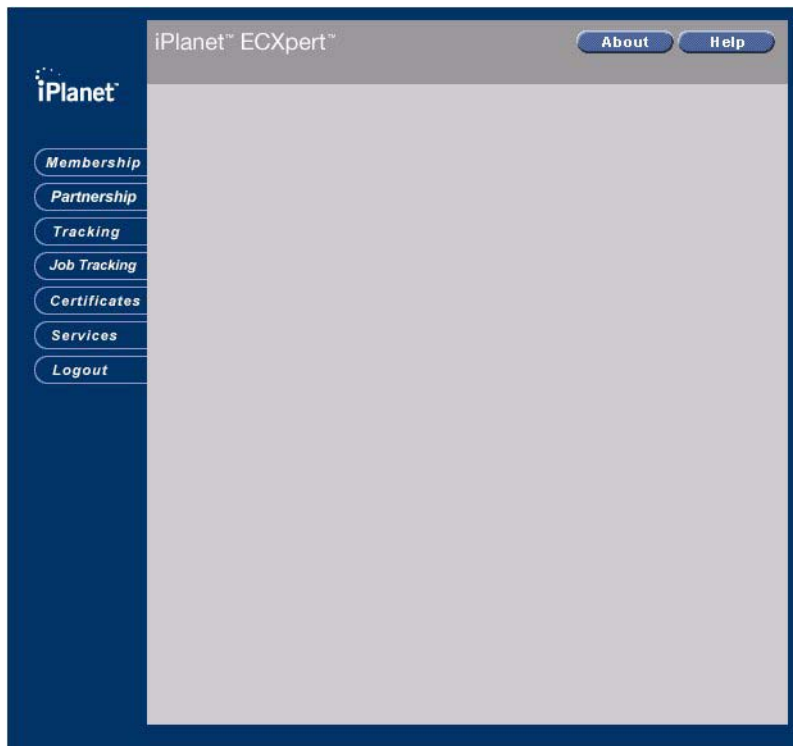 iPlanet™ ECXpert™
About
Help
iPlanet™
Membership
Partnership
Tracking
Job Tracking
Certificates
Services
Logout